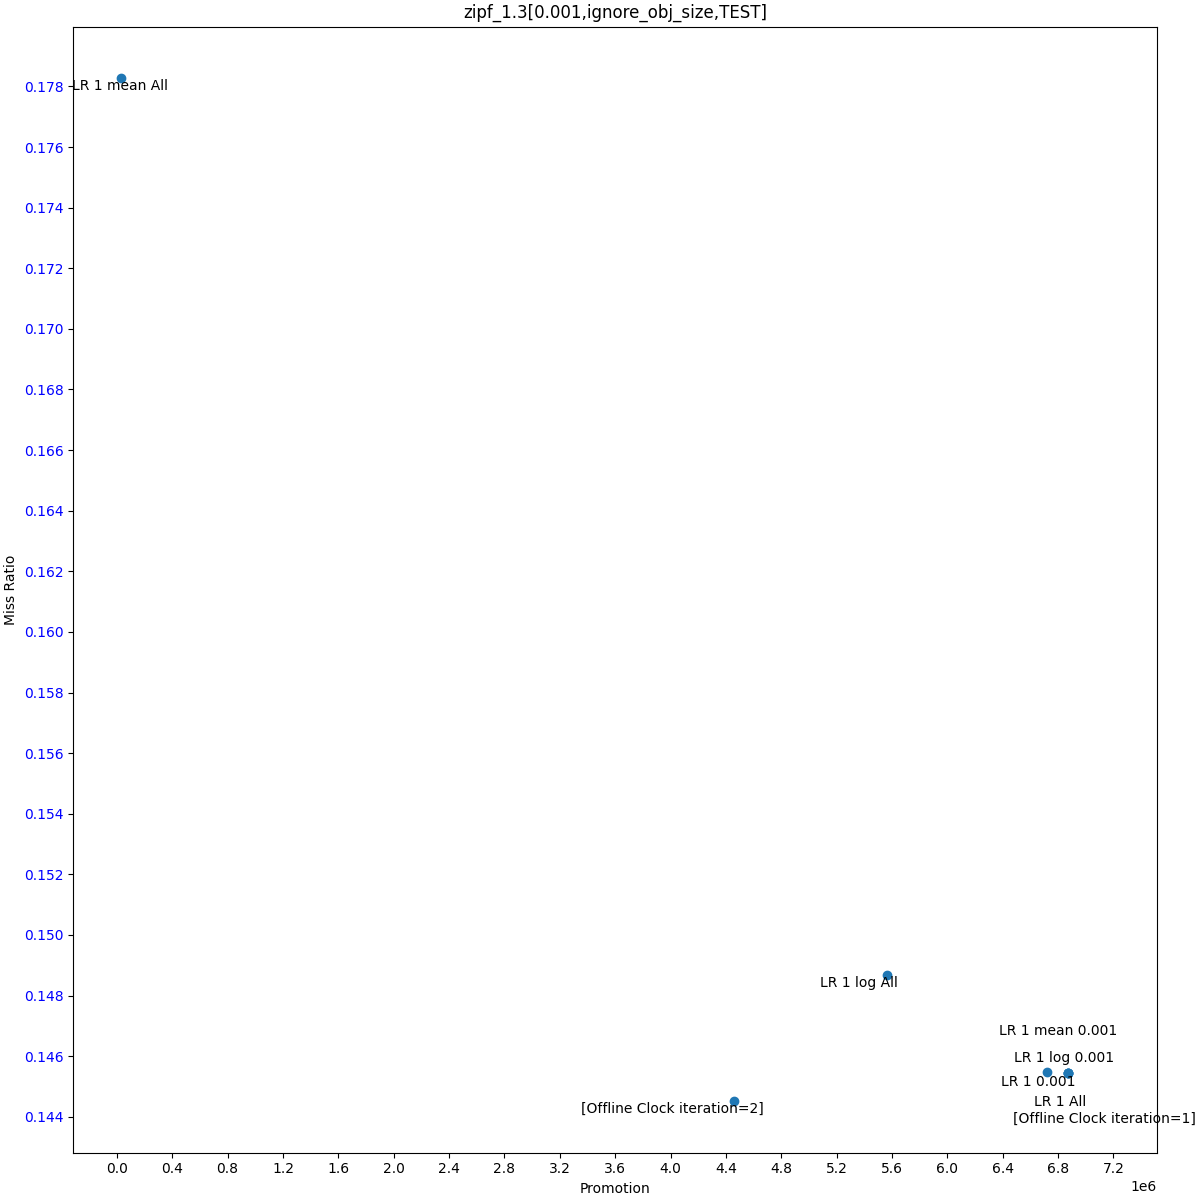 zipf_1.3[0.001,ignore_obj_size,TEST]
0.178
0.176
0.174
0.172
0.170
0.168
0.166
0.164
0.162
0.160
0.158
0.156
0.154
0.152
0.150
0.148
0.146
0.144
Miss Ratio
LR 1 mean All
LR 1 log All
LR 1 mean 0.001
LR 1 log 0.001
LR 1 0.001
LR 1 All
[Offline Clock iteration=2]
[Offline Clock iteration=1]
0.0 0.4 0.8 1.2 1.6 2.0 2.4 2.8 3.2 3.6 4.0 4.4 4.8 5.2 5.6 6.0 6.4 6.8 7.2
1e6
Promotion